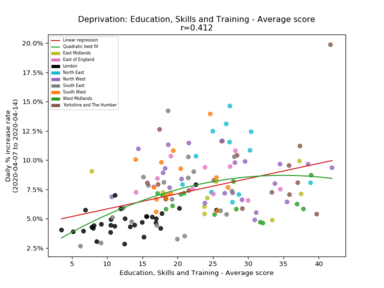 Deprivation: Education, Skills and Training - Average score
r=0.412
Daily % increase rate
(2020-04-07 to 2020-04-14)
20.0%
17.5%
15.0%
12.5%
10.0%
7.5%
5.0%
2.5%
Linear regression
Quadratic best fit
East Midlands
East of England
London
North East
North West
South East
South West
West Midlands
Yorkshire and The Humber
5 10 15 20 25 30 35 40
Education, Skills and Training - Average score